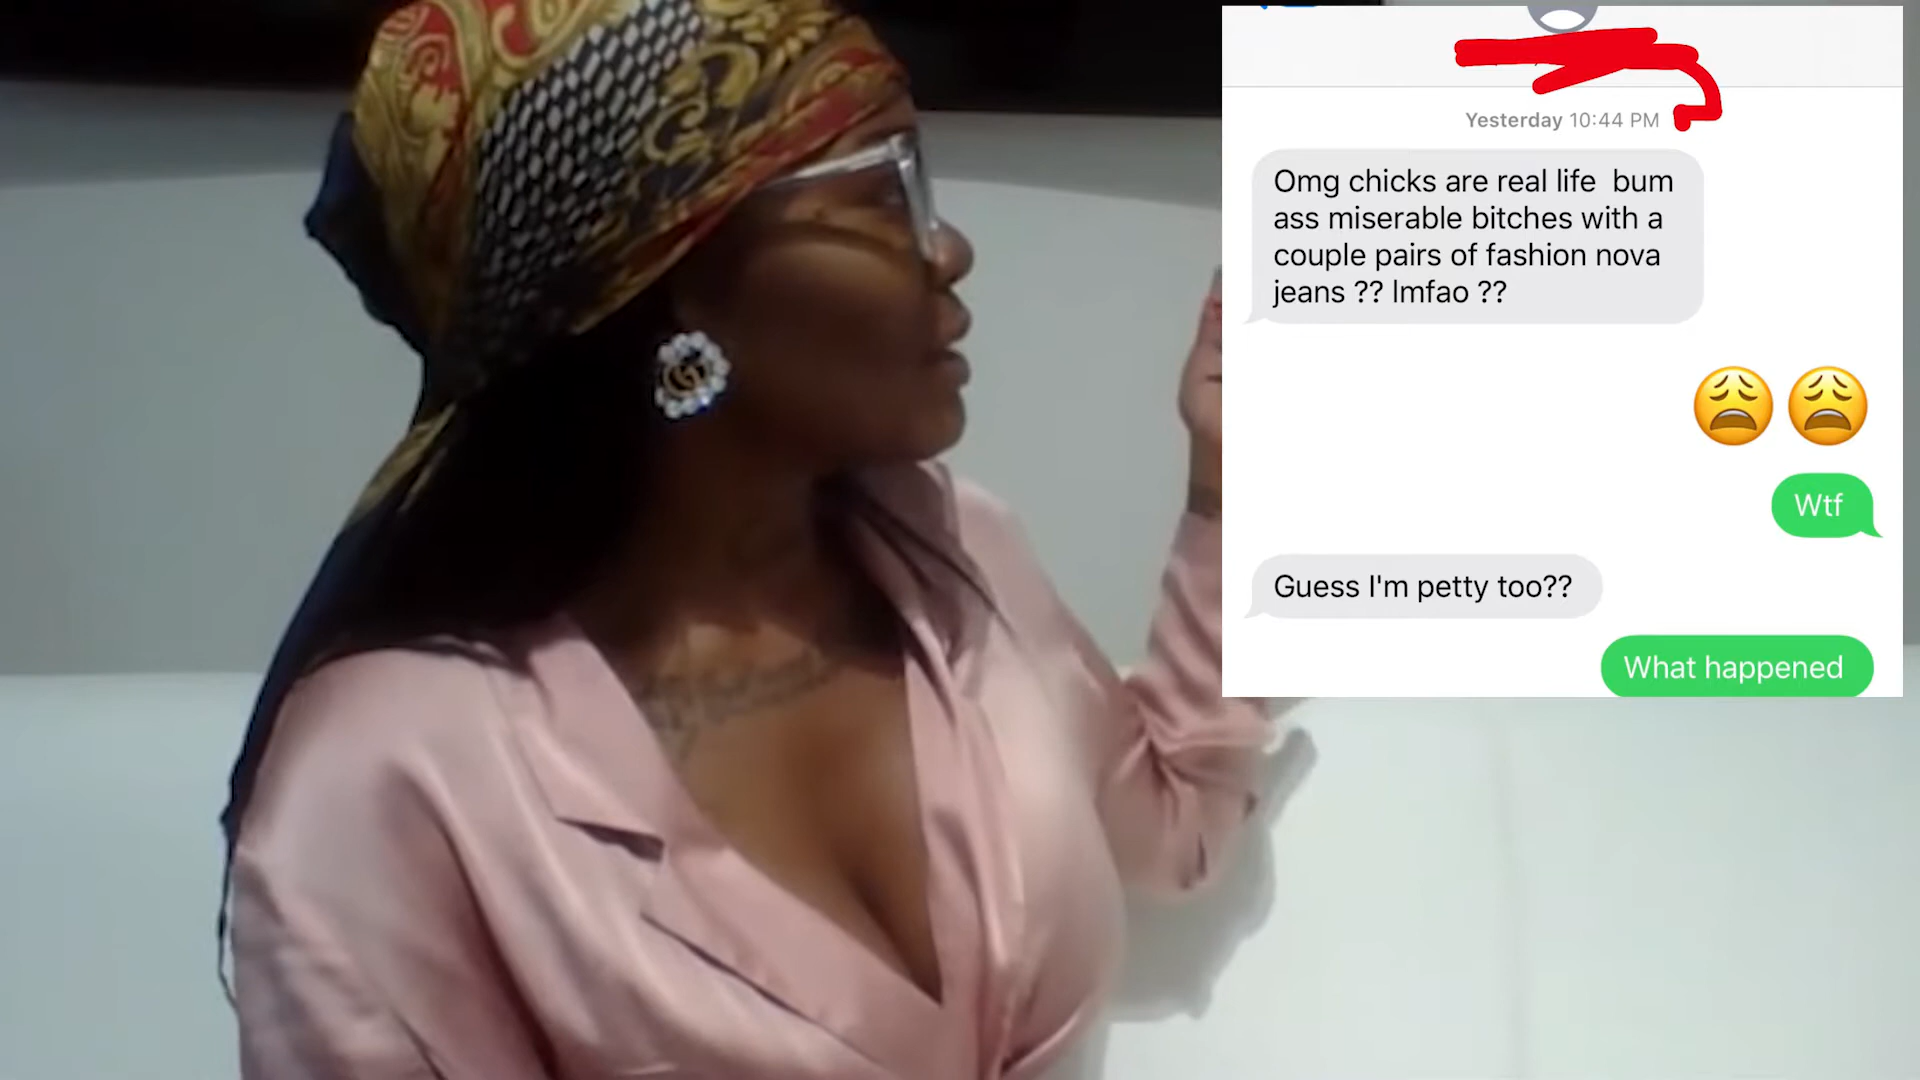 Yesterday 10:44 PM
Omg chicks are real life bum
ass miserable bitches with a
couple pairs of fashion nova
jeans ?? lmfao ??
Wtf
Guess I'm petty too??
What happened